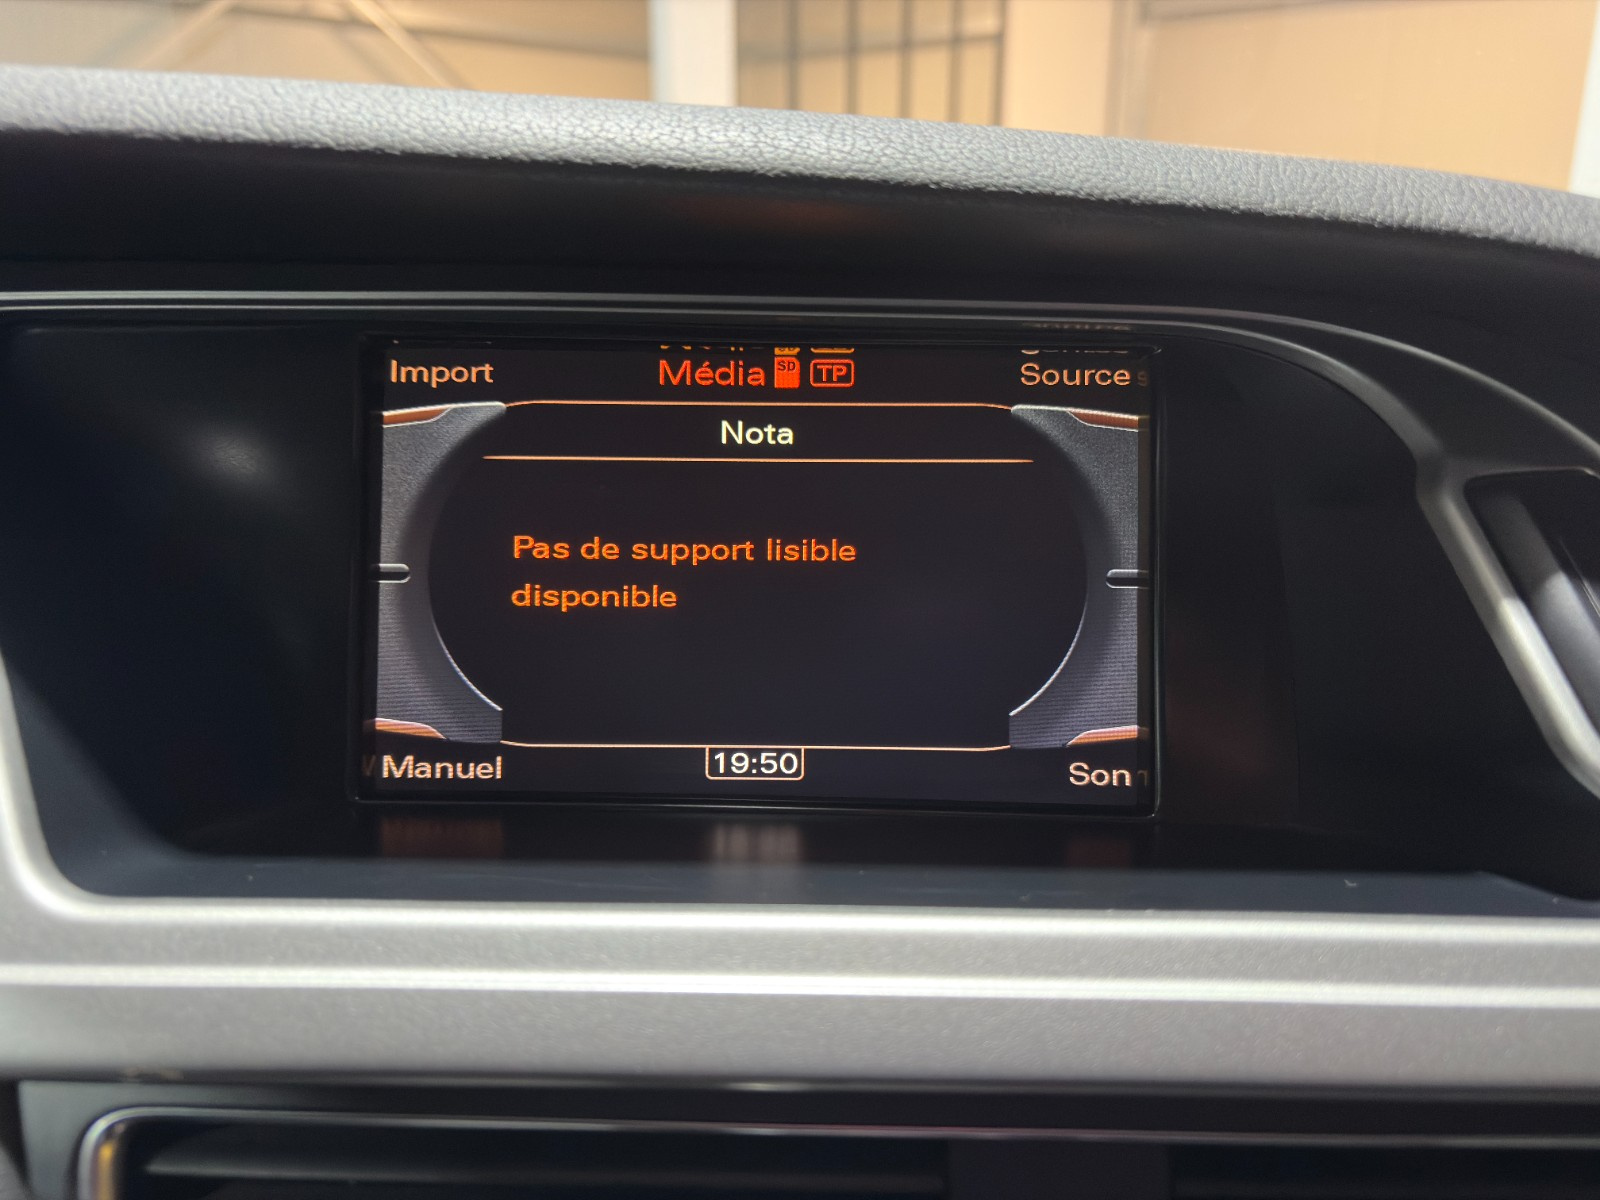 Import
Média SD TP
Source
Nota
Pas de support lisible
disponible
Manuel
19:50
Son